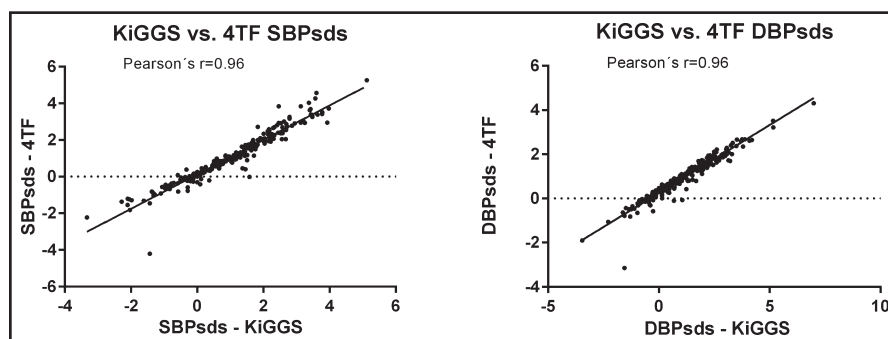 KiGGS vs. 4TF SBPsds
Pearson´s r=0.96
SBPsds - 4TF
6
4
2
0
-2
-4
-6
-4
-2
0
2
4
6
SBPsds - KiGGS
KiGGS vs. 4TF DBPsds
Pearson´s r=0.96
DBPsds - 4TF
6
4
2
0
-2
-4
-5
0
5
10
DBPsds - KiGGS